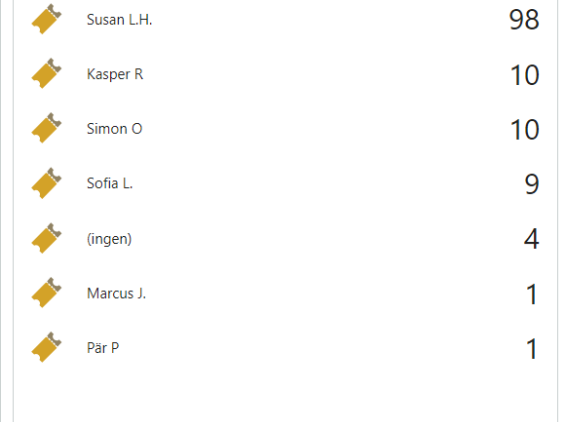 Susan L.H. 98
Kasper R 10
Simon O 10
Sofia L. 9
(ingen) 4
Marcus J. 1
Pär P 1